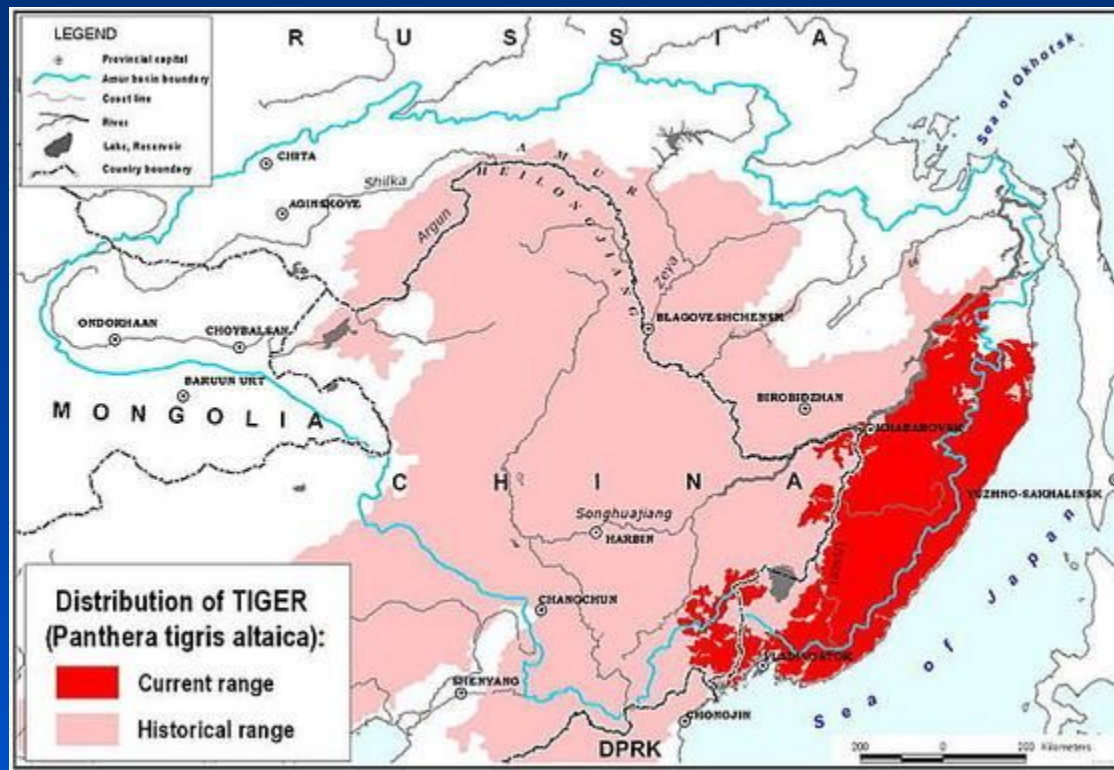 LEGEND
Provincial capital
Amur basin boundary
Coast line
River
Lake, Reservoir
Country boundary
R U S S I A
Sea of Okhotsk
CHITA
Shilka
AMUR
HEILONGJIANG
AGINSKOYE
Argun
Zeya
ONDORHAAN
CHOYBALSAN
BLAGOVESHCHENSK
BARUUN URT
M O N G O L I A
BIROBIDZHAN
KHABAROVSK
C H I N A
YUZHNO-SAKHALINSK
Songhuajiang
HARBIN
Sea of Japan
CHANGCHUN
VLADIVOSTOK
SHENYANG
CHONGJIN
DPRK
Distribution of TIGER
(Panthera tigris altaica):
Current range
Historical range
200 0 200 Kilometers